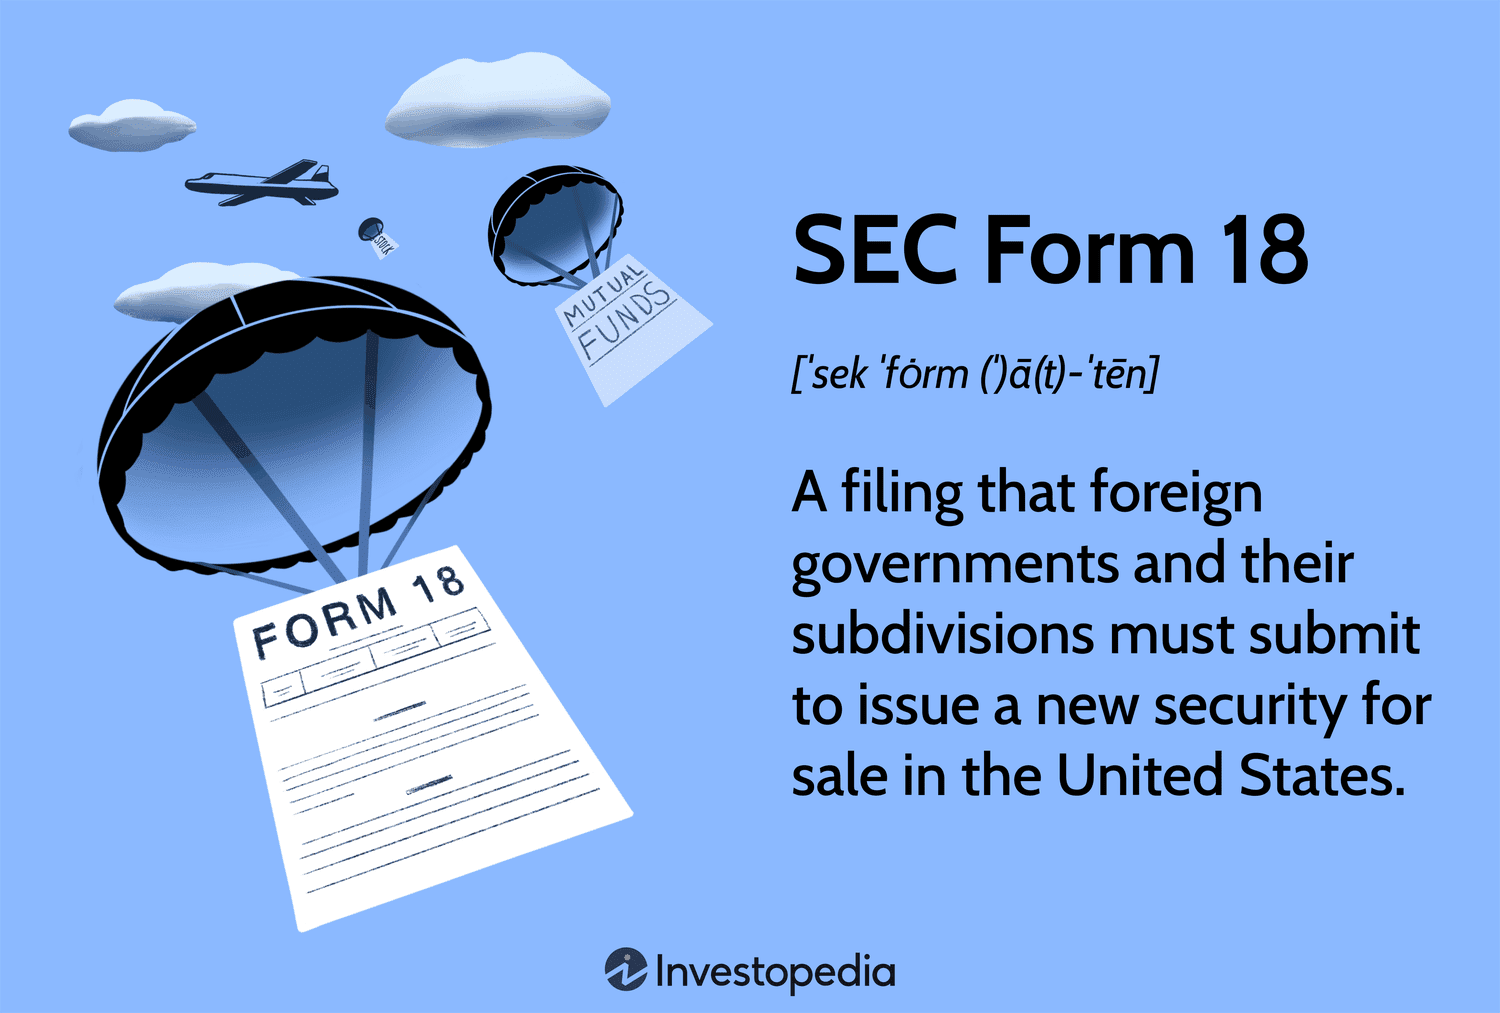 STOCK
MUTUAL
FUNDS
FORM 18
SEC Form 18
[ˈsek ˈfȯrm (ˈ)ā(t)-ˈtēn]
A filing that foreign
governments and their
subdivisions must submit
to issue a new security for
sale in the United States.
Investopedia